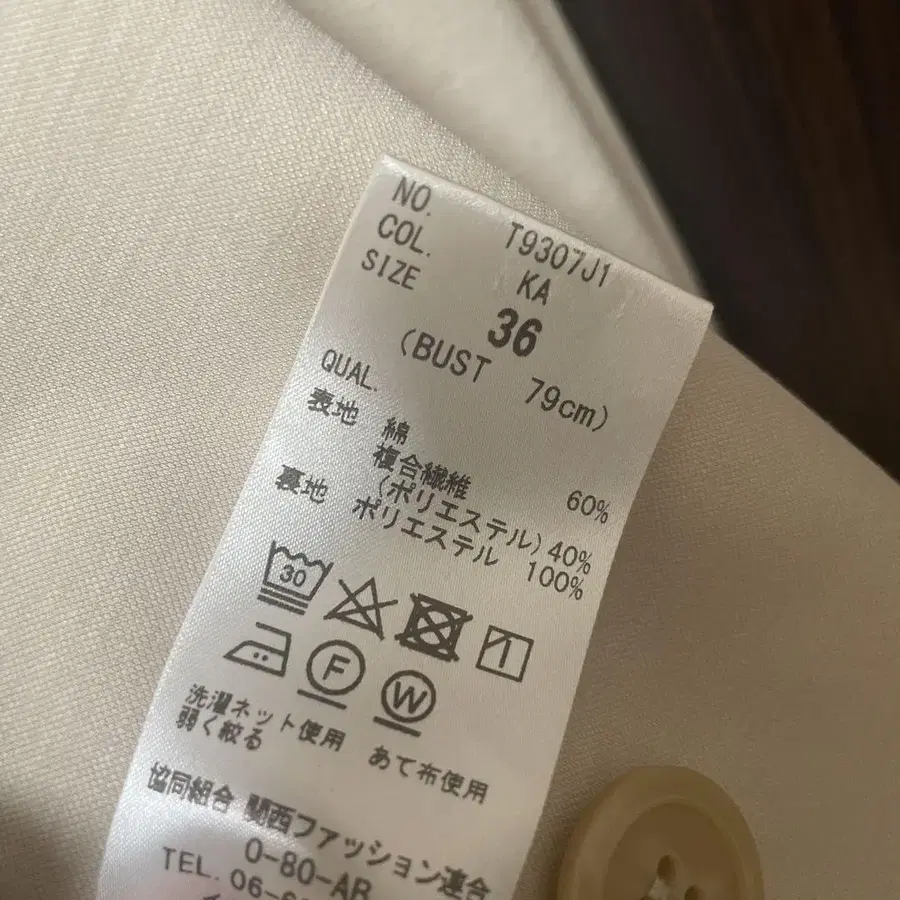 NO. T9307J1
COL. KA
SIZE 36
(BUST 79cm)
QUAL.
表地 綿 60%
複合繊維
(ポリエステル) 40%
裏地 ポリエステル 100%
30
F W
洗濯ネット使用 あて布使用
弱く絞る
協同組合 関西ファッション連合
0-80-AR
TEL. 06-6